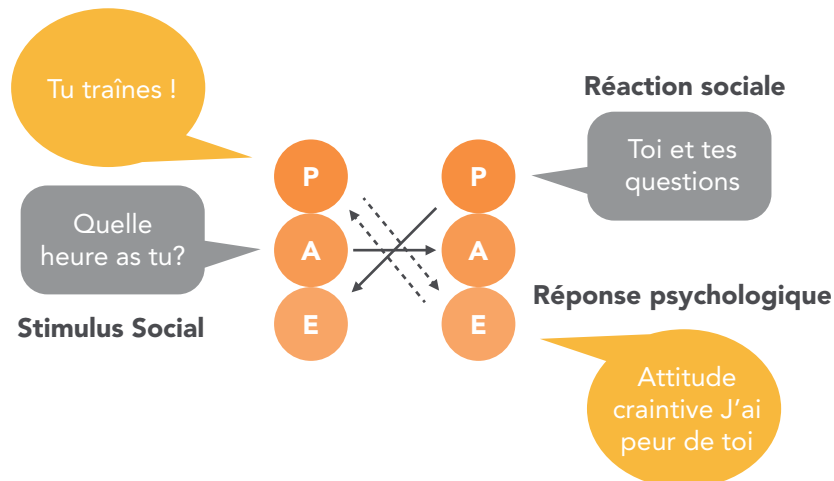 Tu traînes !
Réaction sociale
Toi et tes
questions
P
P
Quelle
heure as tu?
A
A
Stimulus Social
E
E
Réponse psychologique
Attitude
craintive J'ai
peur de toi